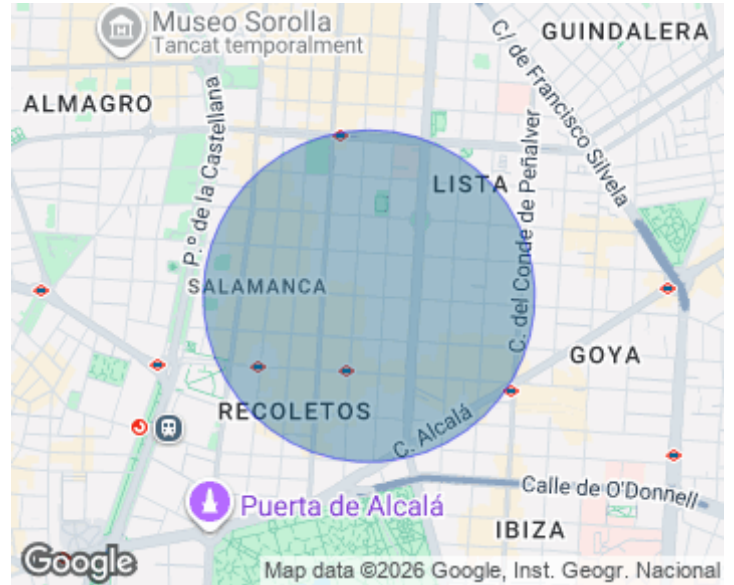 Museo Sorolla
Tancat temporalment
GUINDALERA
C/ de Francisco Silvela
ALMAGRO
P.º de la Castellana
C. del Conde de Peñalver
LISTA
SALAMANCA
GOYA
RECOLETOS
C. Alcalá
Calle de O'Donnell
Puerta de Alcalá
IBIZA
Google
Map data ©2026 Google, Inst. Geogr. Nacional